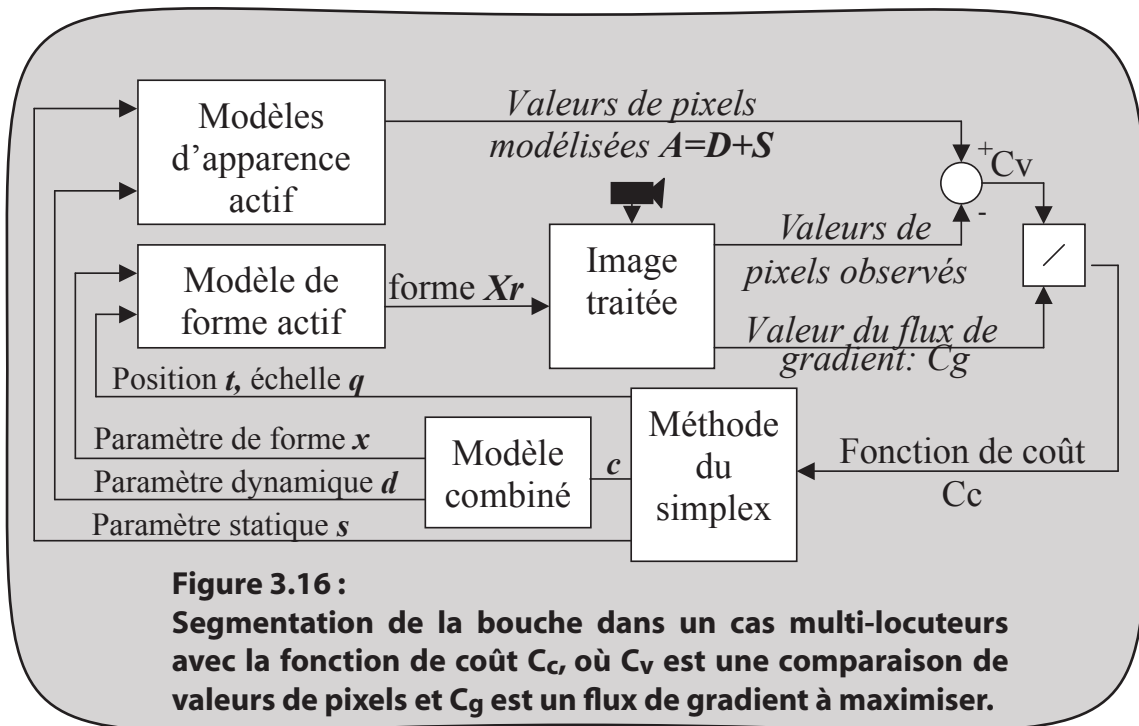 Modèles
d'apparence
actif
Valeurs de pixels
modélisées A=D+S
+
Cv
-
Modèle de
forme actif
forme Xr
Image
traitée
Valeurs de
pixels observés
/
Valeur du flux de
gradient: Cg
Position t, échelle q
Paramètre de forme x
Paramètre dynamique d
Paramètre statique s
Modèle
combiné
c
Méthode
du
simplex
Fonction de coût
Cc
Figure 3.16 :
Segmentation de la bouche dans un cas multi-locuteurs
avec la fonction de coût Cc, où Cv est une comparaison de
valeurs de pixels et Cg est un flux de gradient à maximiser.